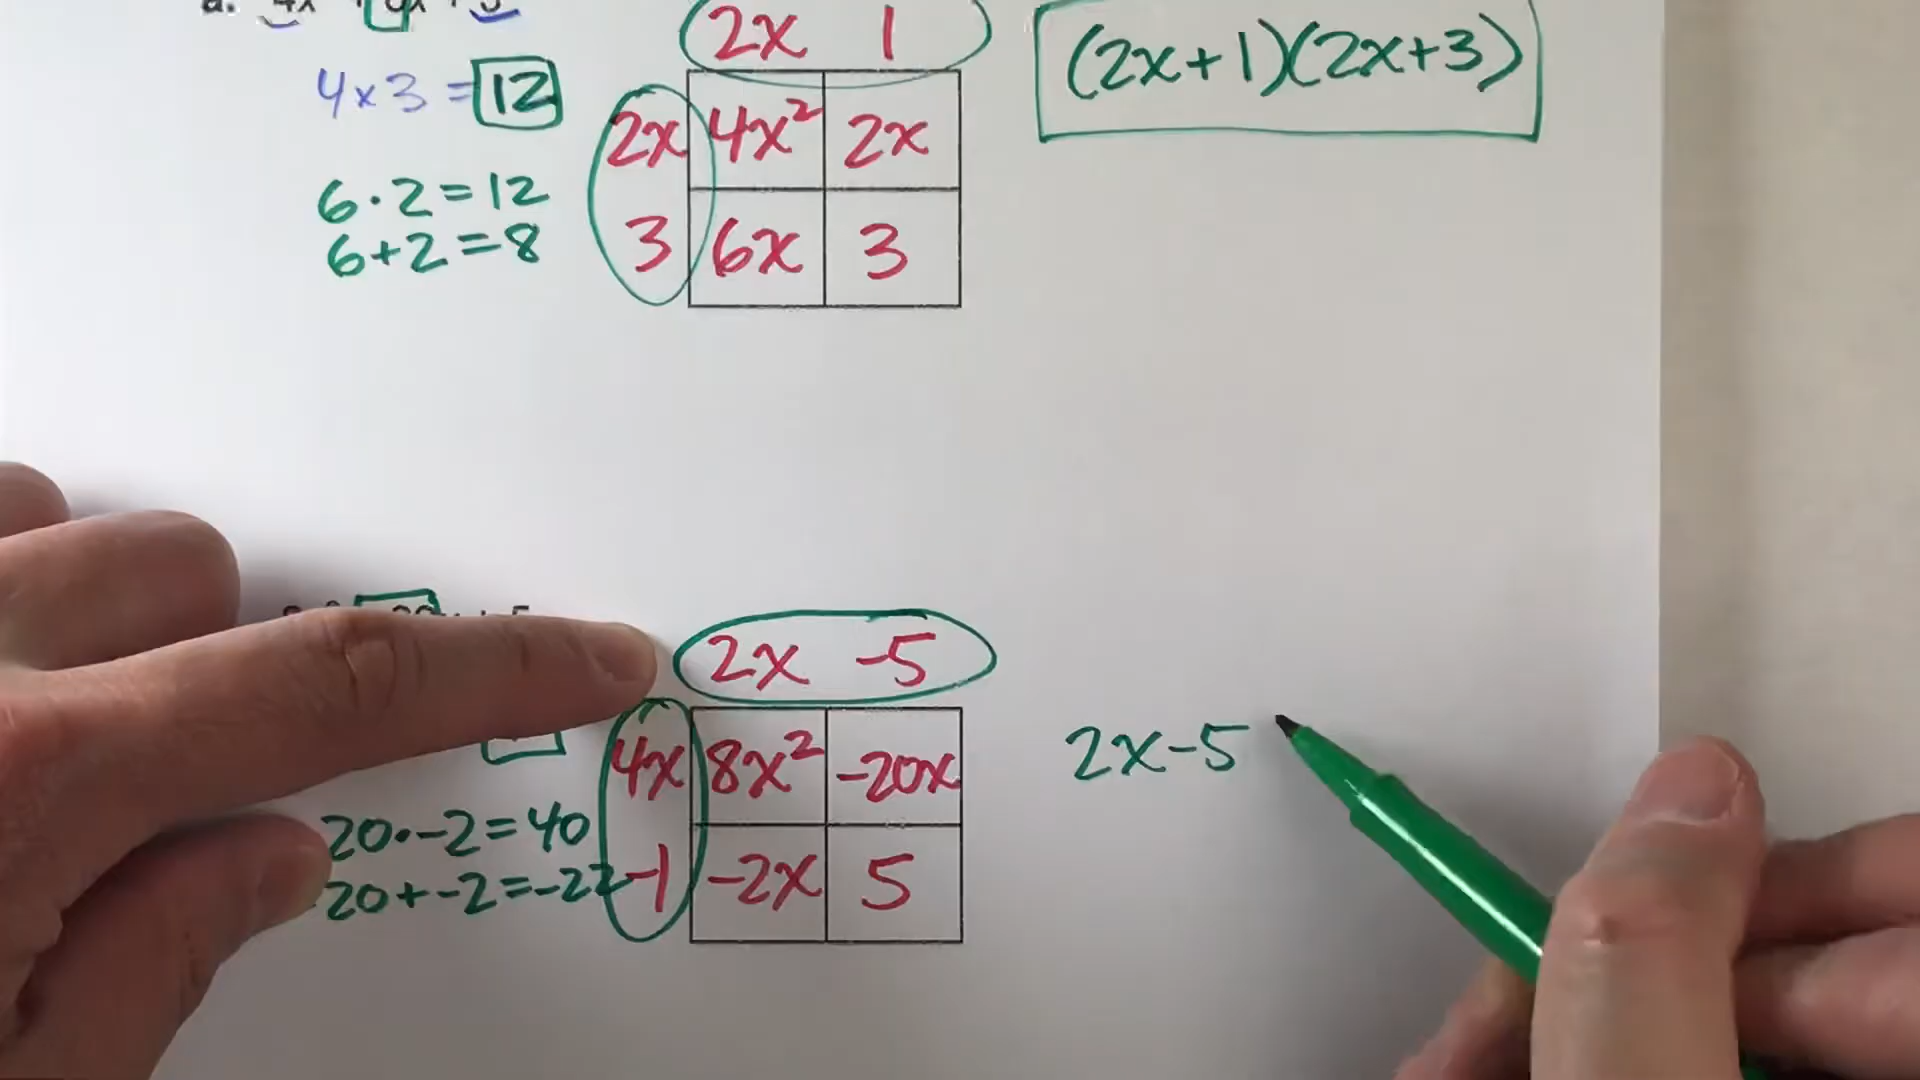 a.
2x 1
(2x+1)(2x+3)
4x3=12
2x 4x² 2x
6·2=12
6+2=8
3 6x 3
2x -5
4x 8x² -20x
2x-5
20·-2=40
-1 -2x 5
20+-2=-22